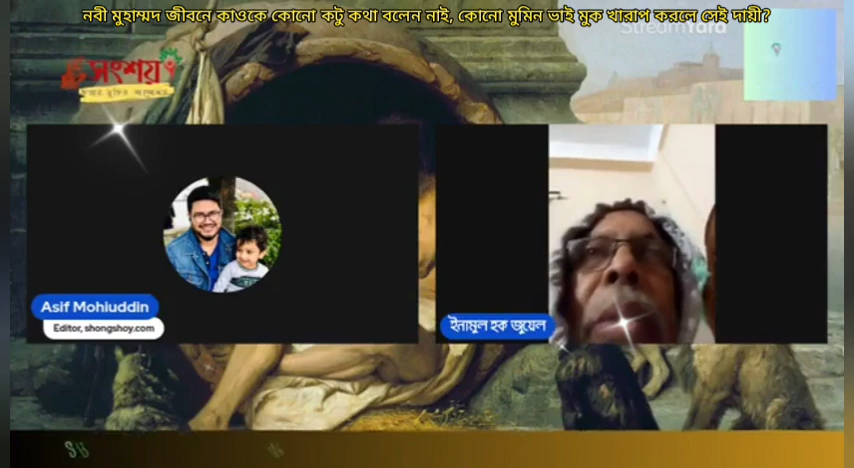 নবী মুহাম্মদ জীবনে কাওকে কোনো কটু কথা বলেন নাই, কোনো মুমিন ভাই মুক খারাপ করলে সেই দায়ী?
StreamYard
সংশয়
Asif Mohiuddin
Editor, shongshoy.com
ইনামুল হক জুয়েল